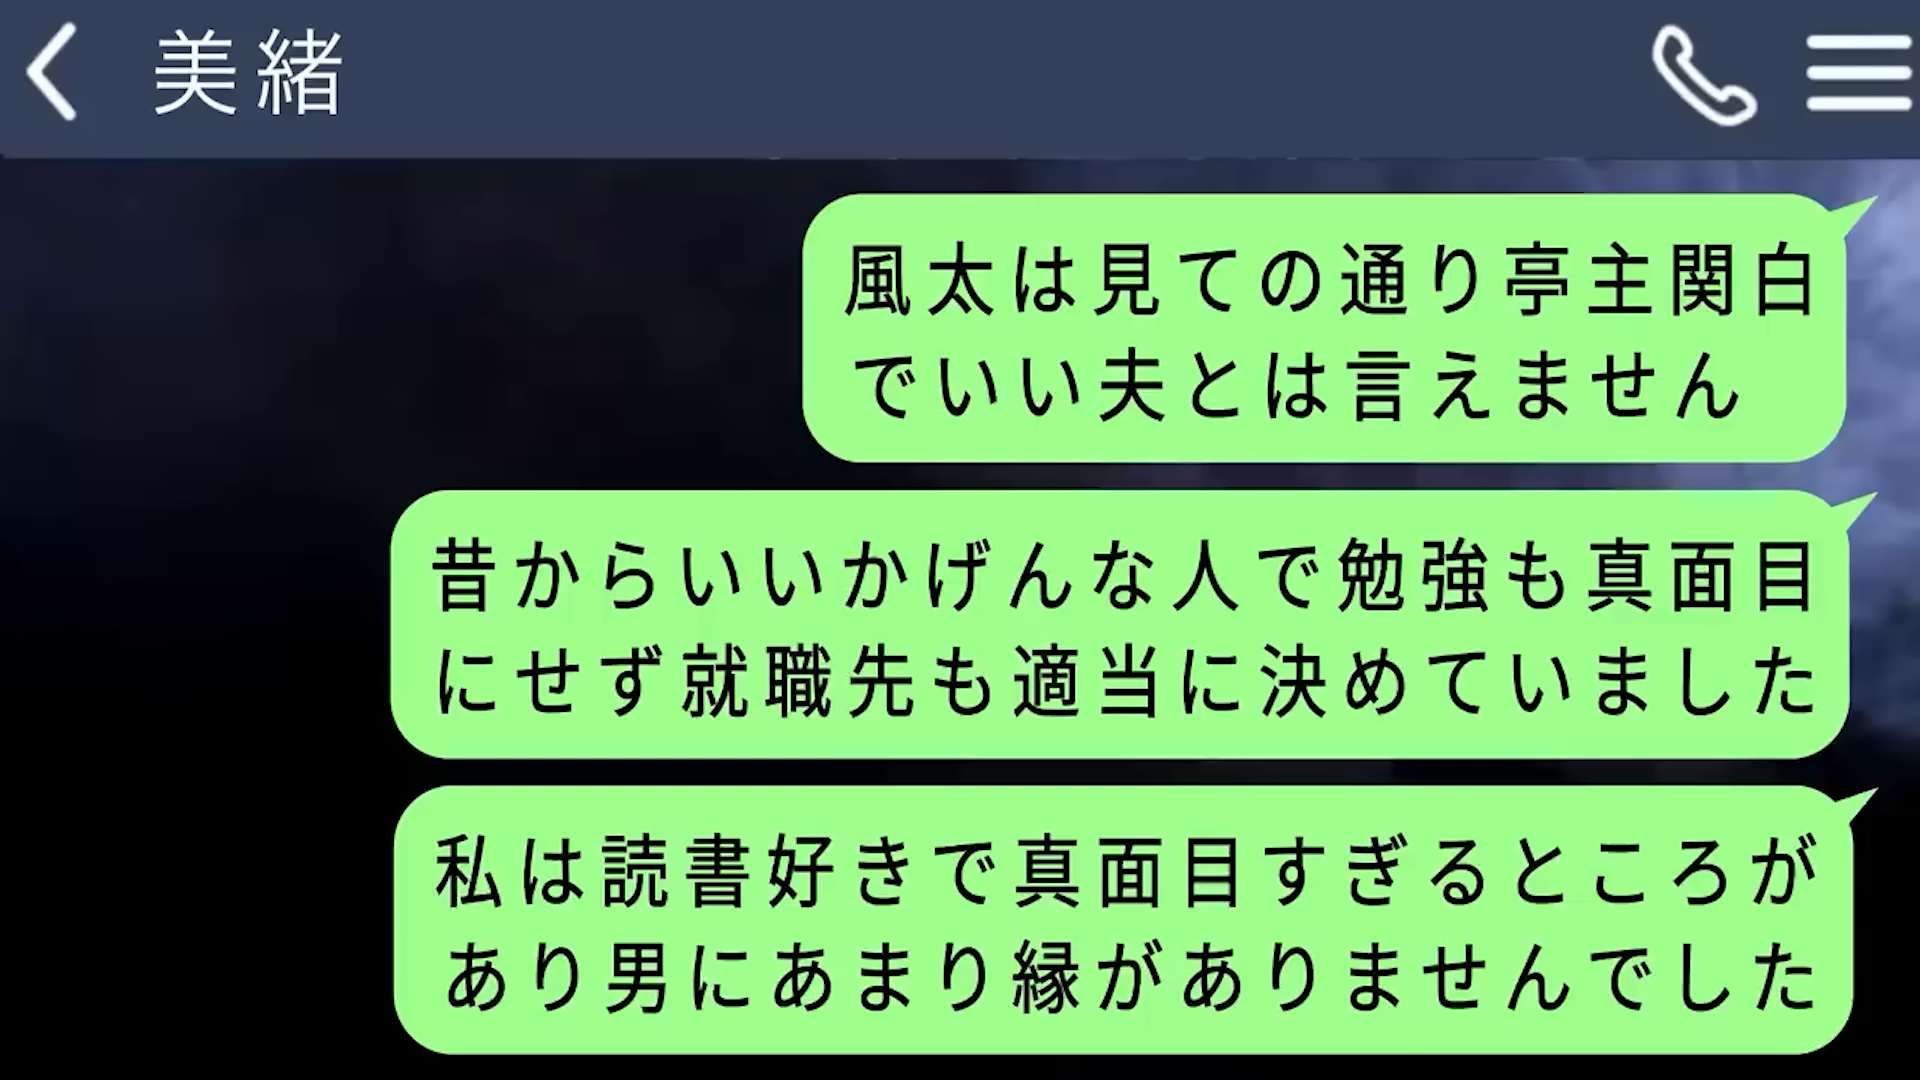 美緒
風太は見ての通り亭主関白
でいい夫とは言えません
昔からいいかげんな人で勉強も真面目
にせず就職先も適当に決めていました
私は読書好きで真面目すぎるところが
あり男にあまり縁がありませんでした